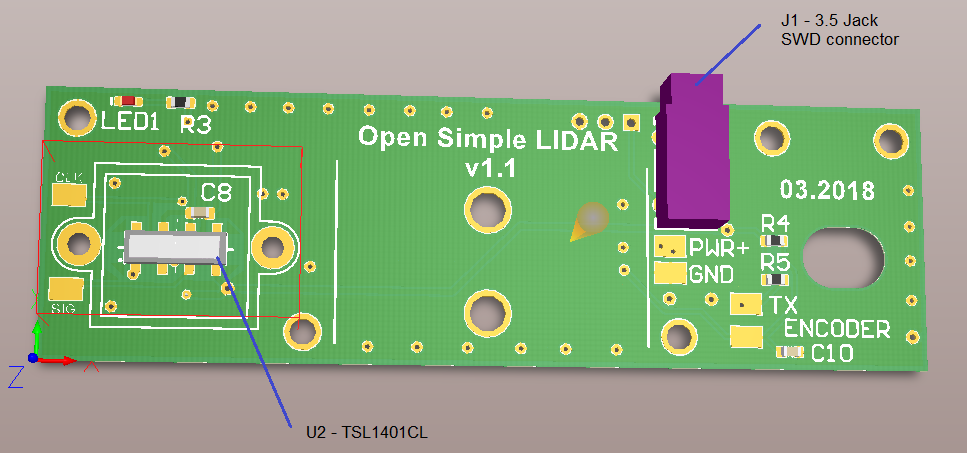 J1 - 3.5 Jack
SWD connector
LED1
R3
Open Simple LIDAR
v1.1
CLK
C8
03.2018
R4
PWR+
R5
GND
SIG
TX
ENCODER
C10
Z
X
U2 - TSL1401CL